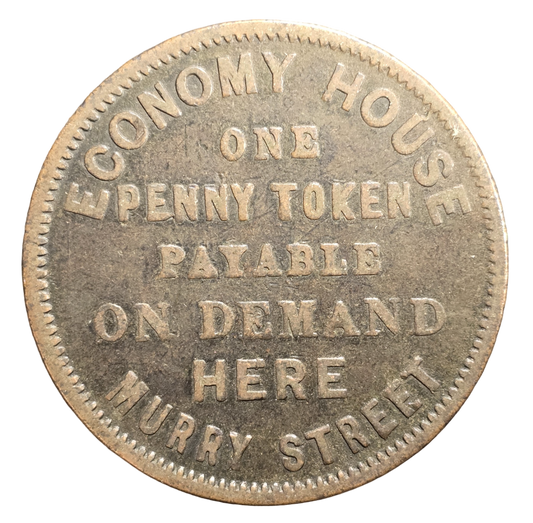 ECONOMY HOUSE
ONE
PENNY TOKEN
PAYABLE
ON DEMAND
HERE
MURRY STREET